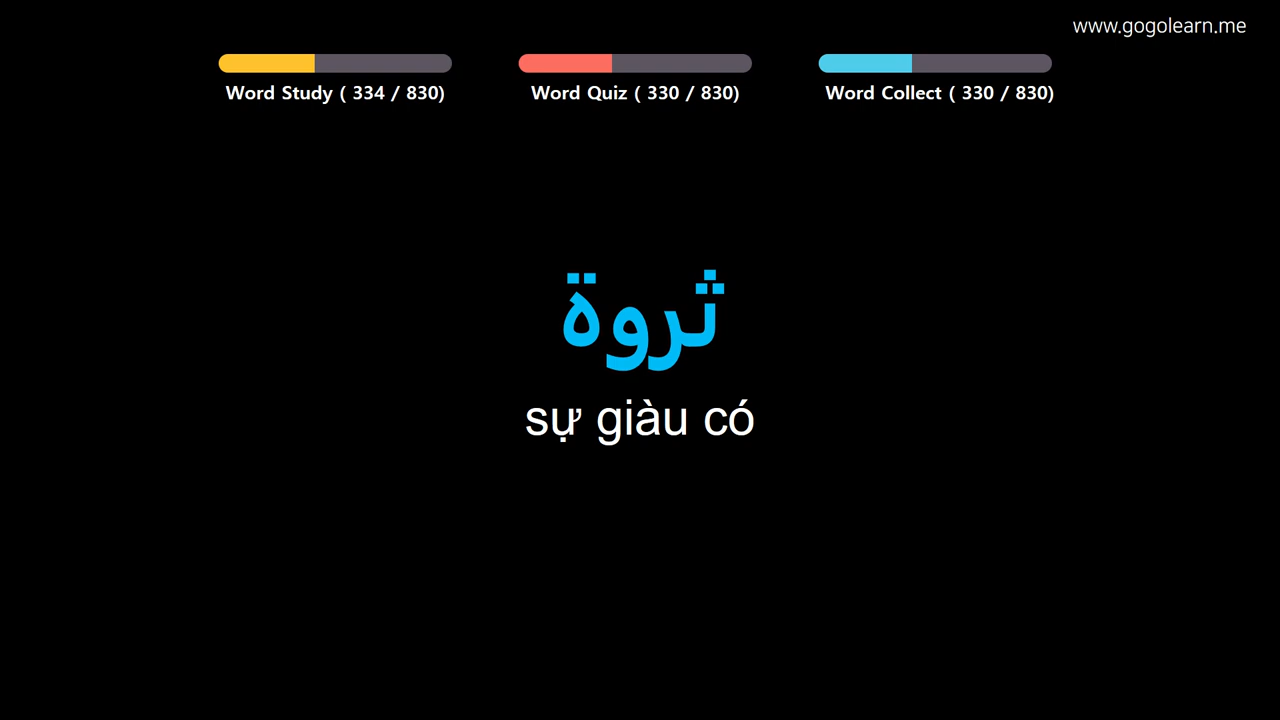 www.gogolearn.me
Word Study ( 334 / 830)
Word Quiz ( 330 / 830)
Word Collect ( 330 / 830)
ثروة
sự giàu có